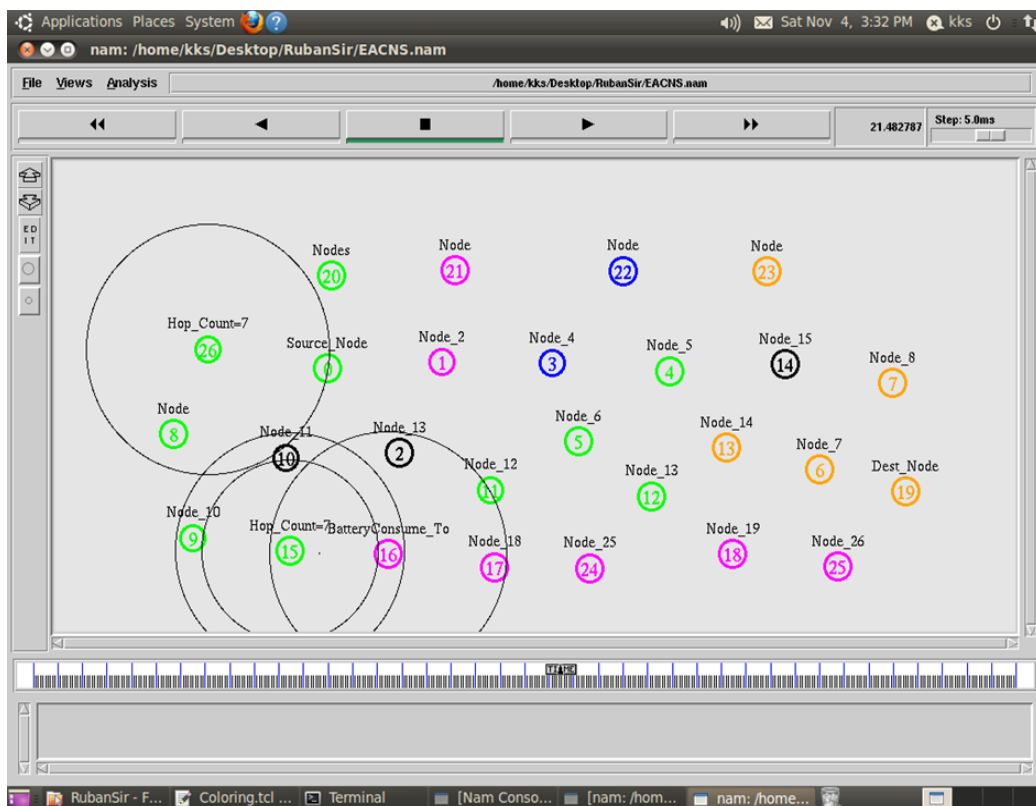 Applications Places System Sat Nov 4, 3:32 PM kks
nam: /home/kks/Desktop/RubanSir/EACNS.nam
File Views Analysis /home/kks/Desktop/RubanSir/EACNS.nam
21.482787 Step: 5.0ms
ED
IT
Nodes Node Node Node
20 21 22 23
Hop_Count=7 Source_Node Node_2 Node_4 Node_5 Node_15 Node_8
26 0 1 3 4 14 7
Node Node_11 Node_13 Node_6 Node_14 Node_7 Dest_Node
8 10 2 5 13 6 19
Node_12 Node_13
11 12
Node_10 Hop_Count=7 BatteryConsume_To Node_18 Node_25 Node_19 Node_26
9 15 16 17 24 18 25
TIME
RubanSir - F... Coloring.tcl ... Terminal [Nam Conso... [nam: /hom... nam: /home...